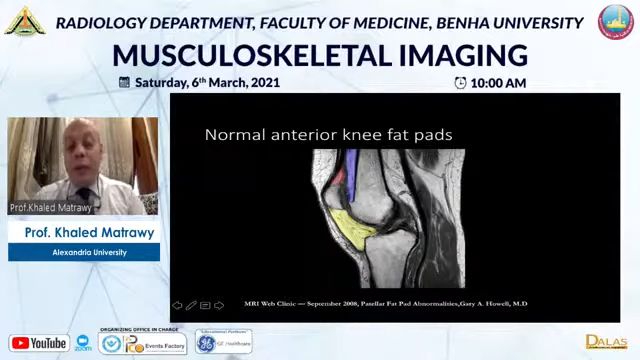 RADIOLOGY DEPARTMENT, FACULTY OF MEDICINE, BENHA UNIVERSITY
MUSCULOSKELETAL IMAGING
Saturday, 6th March, 2021
10:00 AM
Normal anterior knee fat pads
Prof.Khaled Matrawy
Prof. Khaled Matrawy
Alexandria University
MRI Web Clinic — September 2008, Patellar Fat Pad Abnormalities,Gary A. Howell, M.D
ORGANIZING OFFICE IN CHARGE
YouTube
zoom
Events Factory
GE Healthcare
DALAS